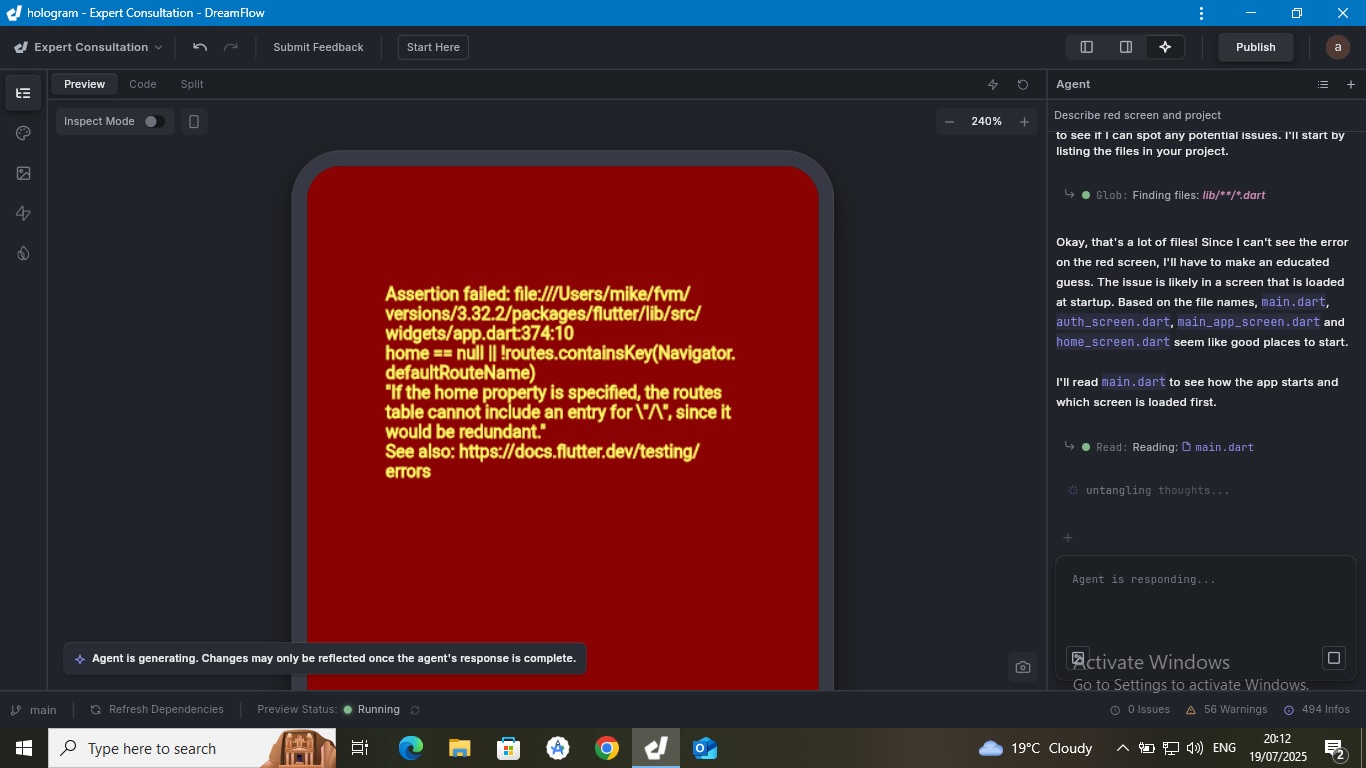 hologram - Expert Consultation - DreamFlow
Expert Consultation
Submit Feedback
Start Here
Publish
a
Preview
Code
Split
Agent
Inspect Mode
240%
Describe red screen and project
to see if I can spot any potential issues. I'll start by
listing the files in your project.
Glob: Finding files: lib/**/*.dart
Okay, that's a lot of files! Since I can't see the error
on the red screen, I'll have to make an educated
guess. The issue is likely in a screen that is loaded
at startup. Based on the file names, main.dart,
auth_screen.dart, main_app_screen.dart and
home_screen.dart seem like good places to start.
I'll read main.dart to see how the app starts and
which screen is loaded first.
Read: Reading: main.dart
untangling thoughts...
Agent is responding...
Assertion failed: file:///Users/mike/fvm/
versions/3.32.2/packages/flutter/lib/src/
widgets/app.dart:374:10
home == null || !routes.containsKey(Navigator.
defaultRouteName)
"If the home property is specified, the routes
table cannot include an entry for \"/\", since it
would be redundant."
See also: https://docs.flutter.dev/testing/
errors
Agent is generating. Changes may only be reflected once the agent's response is complete.
Activate Windows
Go to Settings to activate Windows.
main
Refresh Dependencies
Preview Status: Running
0 Issues
56 Warnings
494 Infos
Type here to search
19°C Cloudy
ENG
20:12
19/07/2025
2